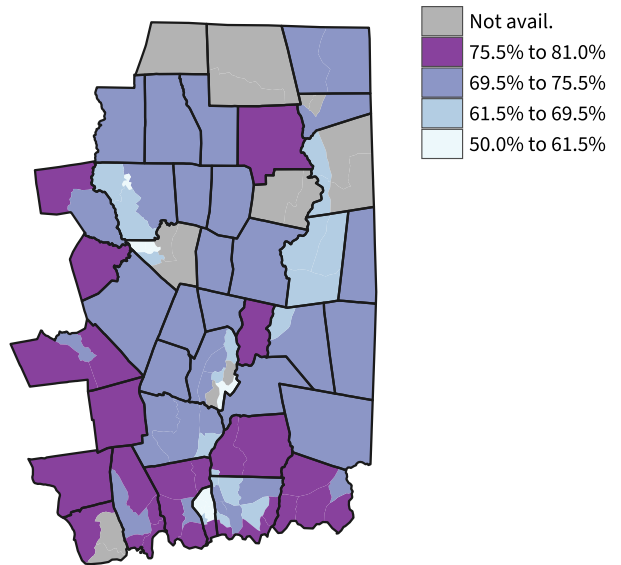 Not avail.
75.5% to 81.0%
69.5% to 75.5%
61.5% to 69.5%
50.0% to 61.5%